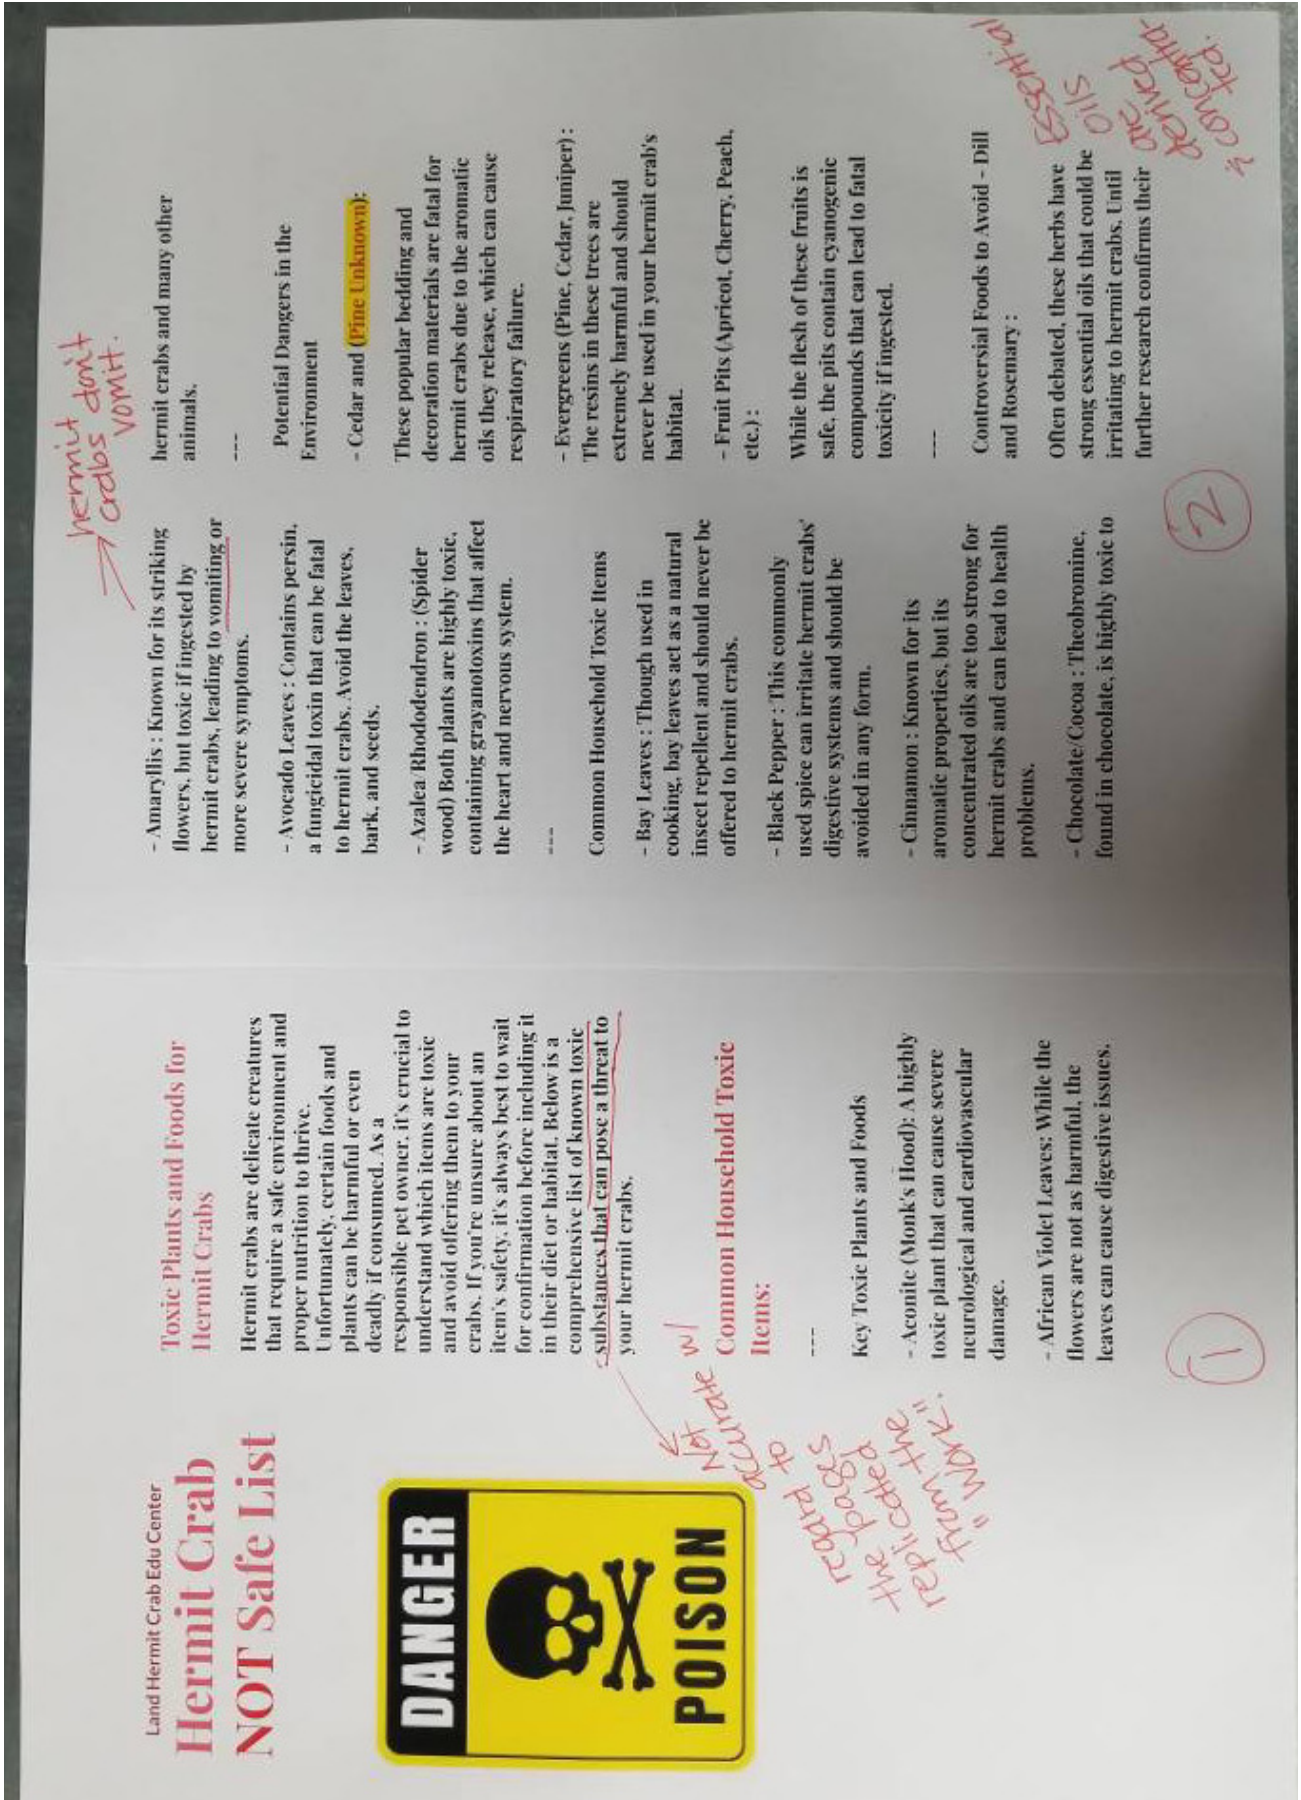 Land Hermit Crab Edu Center
Hermit Crab
NOT Safe List
DANGER
POISON
Toxic Plants and Foods for
Hermit Crabs
Hermit crabs are delicate creatures
that require a safe environment and
proper nutrition to thrive.
Unfortunately, certain foods and
plants can be harmful or even
deadly if consumed. As a
responsible pet owner, it's crucial to
understand which items are toxic
and avoid offering them to your
crabs. If you're unsure about an
item's safety, it's always best to wait
for confirmation before including it
in their diet or habitat. Below is a
comprehensive list of known toxic
substances that can pose a threat to
your hermit crabs.
Not
accurate w/
regard to
the pages
replicated
from the
"work".
Common Household Toxic
Items:
---
Key Toxic Plants and Foods
- Aconite (Monk's Hood): A highly
toxic plant that can cause severe
neurological and cardiovascular
damage.
- African Violet Leaves: While the
flowers are not as harmful, the
leaves can cause digestive issues.
1
hermit
crabs don't
vomit.
- Amaryllis : Known for its striking
flowers, but toxic if ingested by
hermit crabs, leading to vomiting or
more severe symptoms.
- Avocado Leaves : Contains persin,
a fungicidal toxin that can be fatal
to hermit crabs. Avoid the leaves,
bark, and seeds.
- Azalea/Rhododendron : (Spider
wood) Both plants are highly toxic,
containing grayanotoxins that affect
the heart and nervous system.
---
Common Household Toxic Items
- Bay Leaves : Though used in
cooking, bay leaves act as a natural
insect repellent and should never be
offered to hermit crabs.
- Black Pepper : This commonly
used spice can irritate hermit crabs'
digestive systems and should be
avoided in any form.
- Cinnamon : Known for its
aromatic properties, but its
concentrated oils are too strong for
hermit crabs and can lead to health
problems.
- Chocolate/Cocoa : Theobromine,
found in chocolate, is highly toxic to
hermit crabs and many other
animals.
---
Potential Dangers in the
Environment
- Cedar and (Pine Unknown):
These popular bedding and
decoration materials are fatal for
hermit crabs due to the aromatic
oils they release, which can cause
respiratory failure.
- Evergreens (Pine, Cedar, Juniper) :
The resins in these trees are
extremely harmful and should
never be used in your hermit crab's
habitat.
- Fruit Pits (Apricot, Cherry, Peach,
etc.) :
While the flesh of these fruits is
safe, the pits contain cyanogenic
compounds that can lead to fatal
toxicity if ingested.
---
Controversial Foods to Avoid - Dill
and Rosemary :
Often debated, these herbs have
strong essential oils that could be
irritating to hermit crabs. Until
further research confirms their
Essential
oils
are
derived
& concentra-
ted.
2